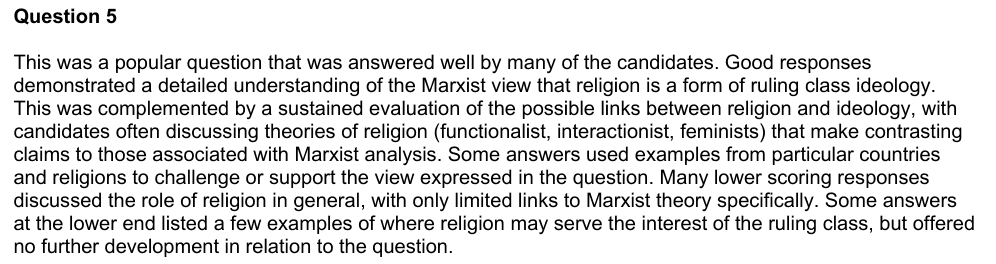 Question 5
This was a popular question that was answered well by many of the candidates. Good responses
demonstrated a detailed understanding of the Marxist view that religion is a form of ruling class ideology.
This was complemented by a sustained evaluation of the possible links between religion and ideology, with
candidates often discussing theories of religion (functionalist, interactionist, feminists) that make contrasting
claims to those associated with Marxist analysis. Some answers used examples from particular countries
and religions to challenge or support the view expressed in the question. Many lower scoring responses
discussed the role of religion in general, with only limited links to Marxist theory specifically. Some answers
at the lower end listed a few examples of where religion may serve the interest of the ruling class, but offered
no further development in relation to the question.